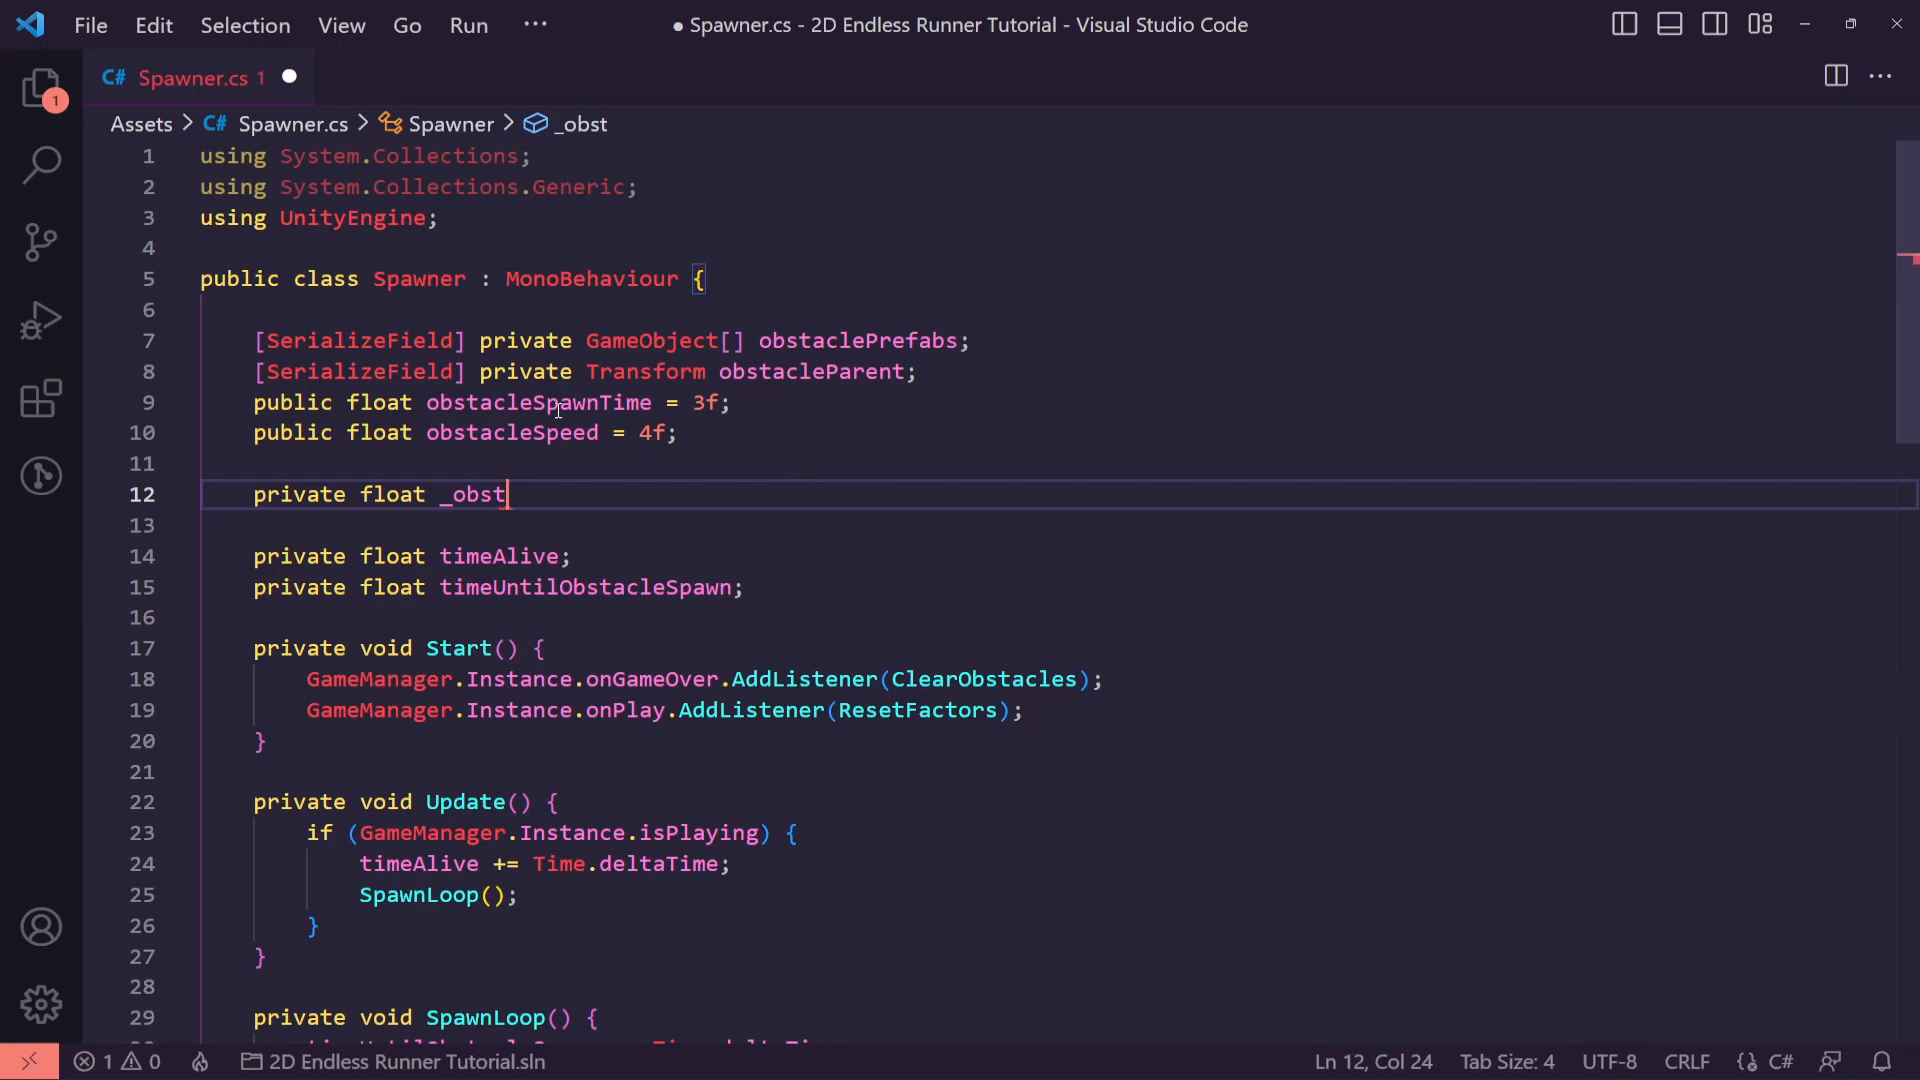 File Edit Selection View Go Run ···
● Spawner.cs - 2D Endless Runner Tutorial - Visual Studio Code
C# Spawner.cs 1
1
Assets > C# Spawner.cs > Spawner > _obst
1 using System.Collections;
2 using System.Collections.Generic;
3 using UnityEngine;
4
5 public class Spawner : MonoBehaviour {
6
7 [SerializeField] private GameObject[] obstaclePrefabs;
8 [SerializeField] private Transform obstacleParent;
9 public float obstacleSpawnTime = 3f;
10 public float obstacleSpeed = 4f;
11
12 private float _obst
13
14 private float timeAlive;
15 private float timeUntilObstacleSpawn;
16
17 private void Start() {
18 GameManager.Instance.onGameOver.AddListener(ClearObstacles);
19 GameManager.Instance.onPlay.AddListener(ResetFactors);
20 }
21
22 private void Update() {
23 if (GameManager.Instance.isPlaying) {
24 timeAlive += Time.deltaTime;
25 SpawnLoop();
26 }
27 }
28
29 private void SpawnLoop() {
1 0 2D Endless Runner Tutorial.sln Ln 12, Col 24 Tab Size: 4 UTF-8 CRLF C#